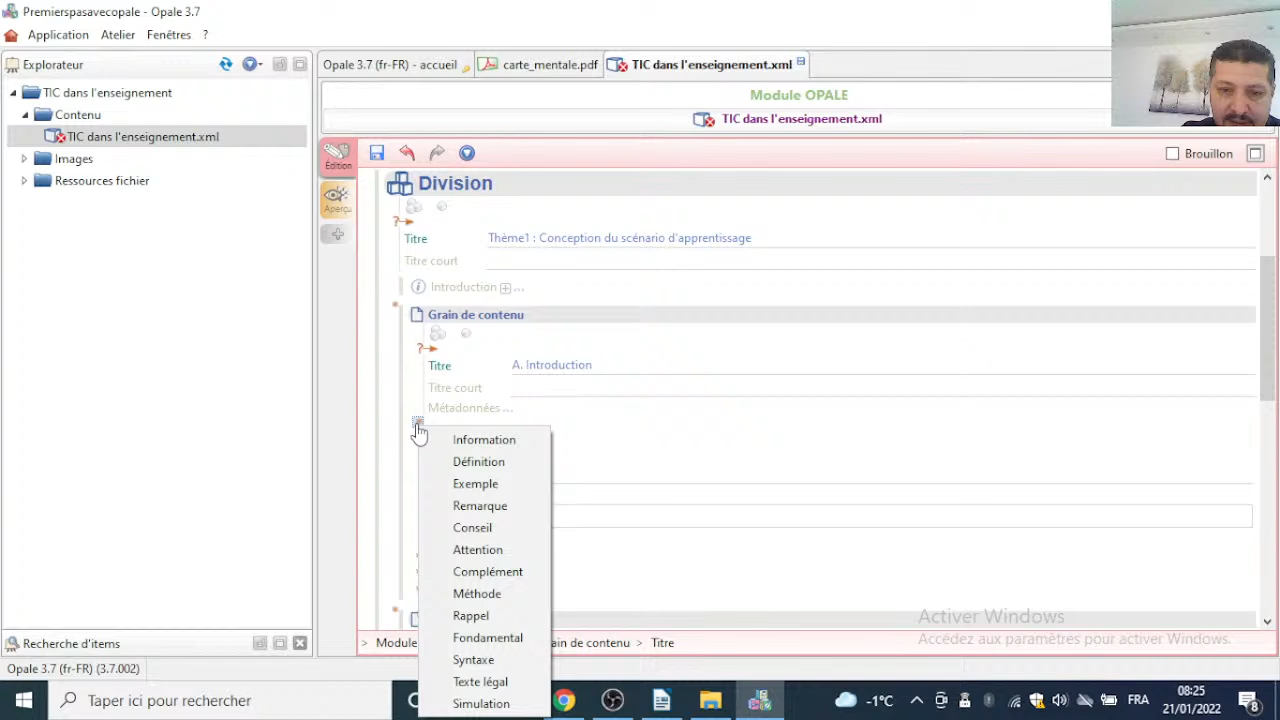 Premierspasavecopale - Opale 3.7
Application Atelier Fenêtres ?
Explorateur
Opale 3.7 (fr-FR) - accueil carte_mentale.pdf TIC dans l'enseignement.xml
TIC dans l'enseignement
Contenu
TIC dans l'enseignement.xml
Images
Ressources fichier
Module OPALE
TIC dans l'enseignement.xml
Édition
Brouillon
Aperçu
Division
Titre Thème1 : Conception du scénario d'apprentissage
Titre court
Introduction ...
Grain de contenu
Titre A. Introduction
Titre court
Métadonnées ...
Information
Définition
Exemple
Remarque
Conseil
Attention
Complément
Méthode
Rappel
Fondamental
Syntaxe
Texte légal
Simulation
Activer Windows
Accédez aux paramètres pour activer Windows.
Recherche d'items
> Module ain de contenu > Titre
Opale 3.7 (fr-FR) (3.7.002)
Taper ici pour rechercher
-1°C FRA 08:25
21/01/2022
8